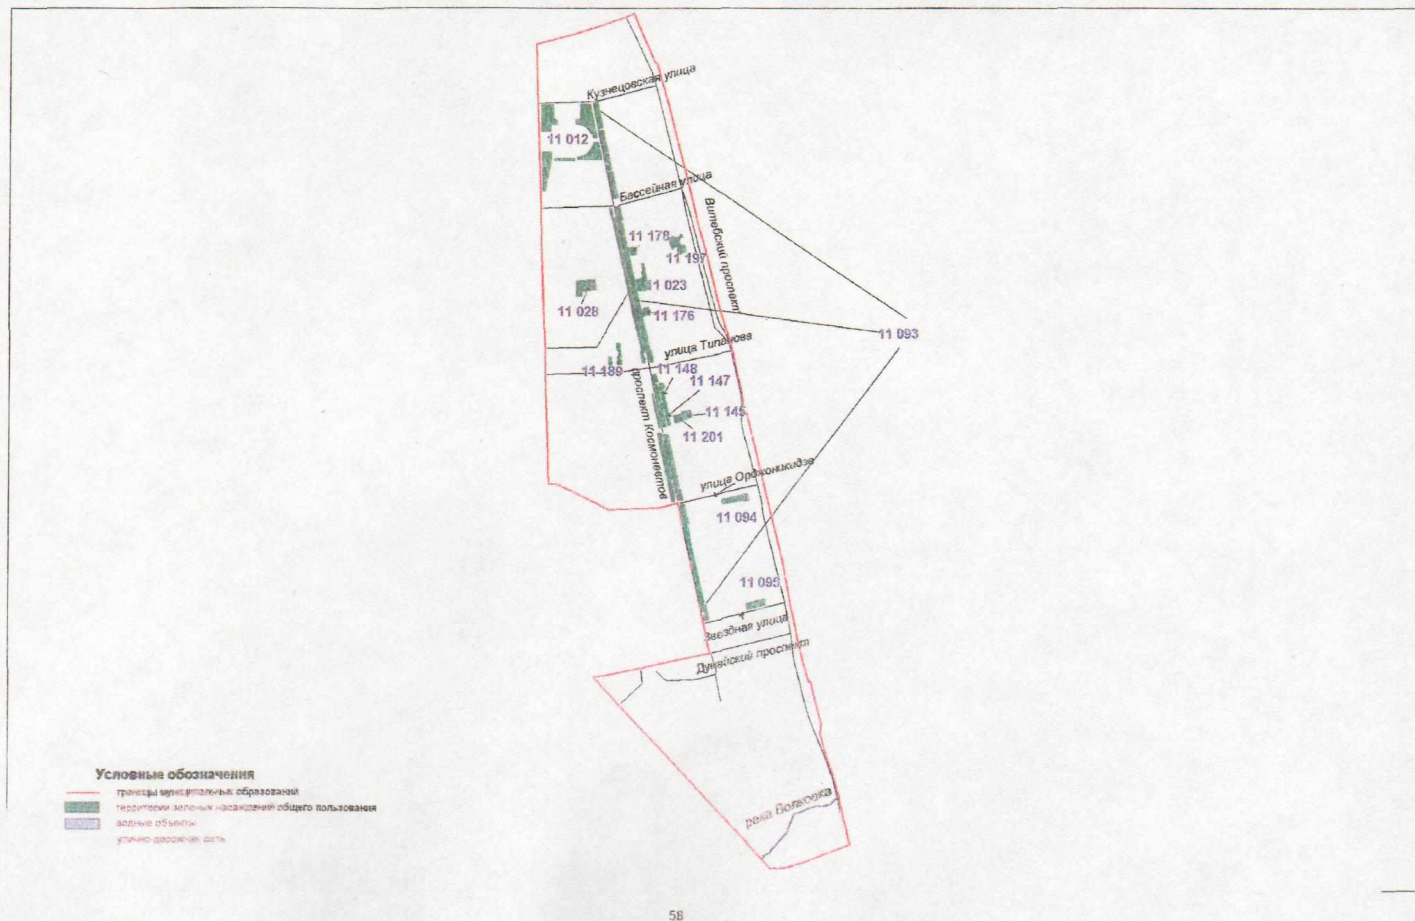 Кузнецовская улица
11 012
Бассейная улица
Витебский проспект
11 178
11 197
11 023
11 028
11 176
11 093
улица Типанова
11 189
11 148
11 147
11 145
11 201
проспект Космонавтов
улица Орджоникидзе
11 094
11 095
Звездная улица
Дунайский проспект
река Волковка
Условные обозначения
границы муниципальных образований
территории зеленых насаждений общего пользования
водные объекты
улично-дорожная сеть
58